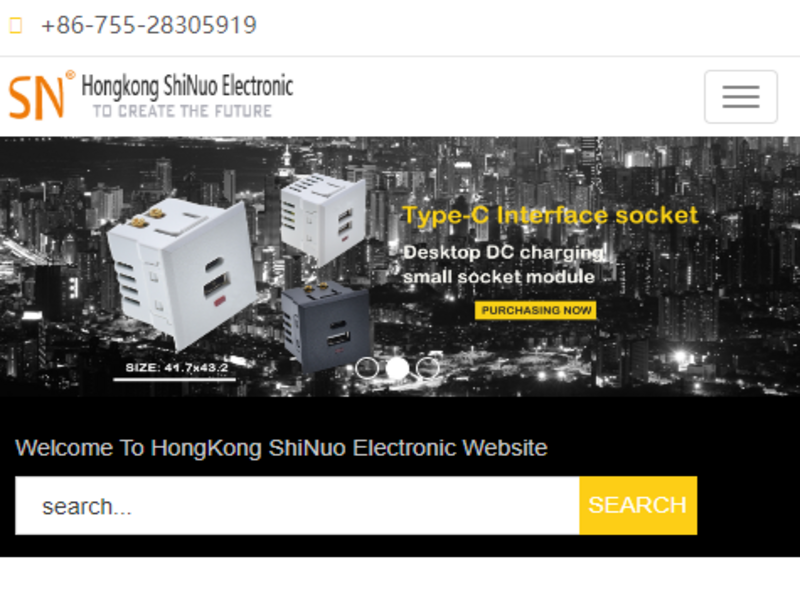 +86-755-28305919
SN® Hongkong ShiNuo Electronic
TO CREATE THE FUTURE
Type-C Interface socket
Desktop DC charging
small socket module
PURCHASING NOW
SIZE: 41.7x43.2
Welcome To HongKong ShiNuo Electronic Website
search... SEARCH